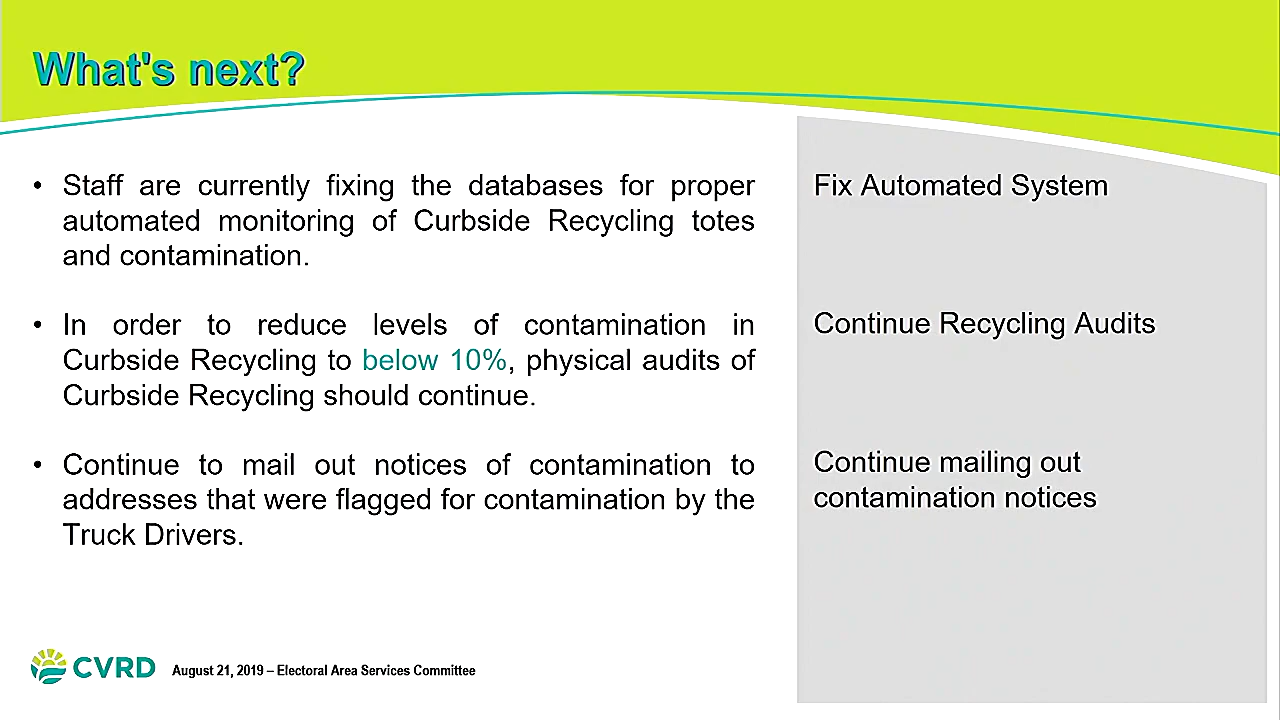 What's next?
• Staff are currently fixing the databases for proper
automated monitoring of Curbside Recycling totes
and contamination.
• In order to reduce levels of contamination in
Curbside Recycling to below 10%, physical audits of
Curbside Recycling should continue.
• Continue to mail out notices of contamination to
addresses that were flagged for contamination by the
Truck Drivers.
Fix Automated System
Continue Recycling Audits
Continue mailing out
contamination notices
CVRD
August 21, 2019 – Electoral Area Services Committee